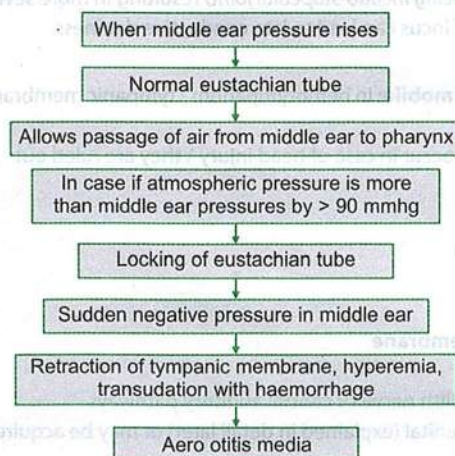 When middle ear pressure rises
Normal eustachian tube
Allows passage of air from middle ear to pharynx
In case if atmospheric pressure is more
than middle ear pressures by > 90 mmhg
Locking of eustachian tube
Sudden negative pressure in middle ear
Retraction of tympanic membrane, hyperemia,
transudation with haemorrhage
Aero otitis media